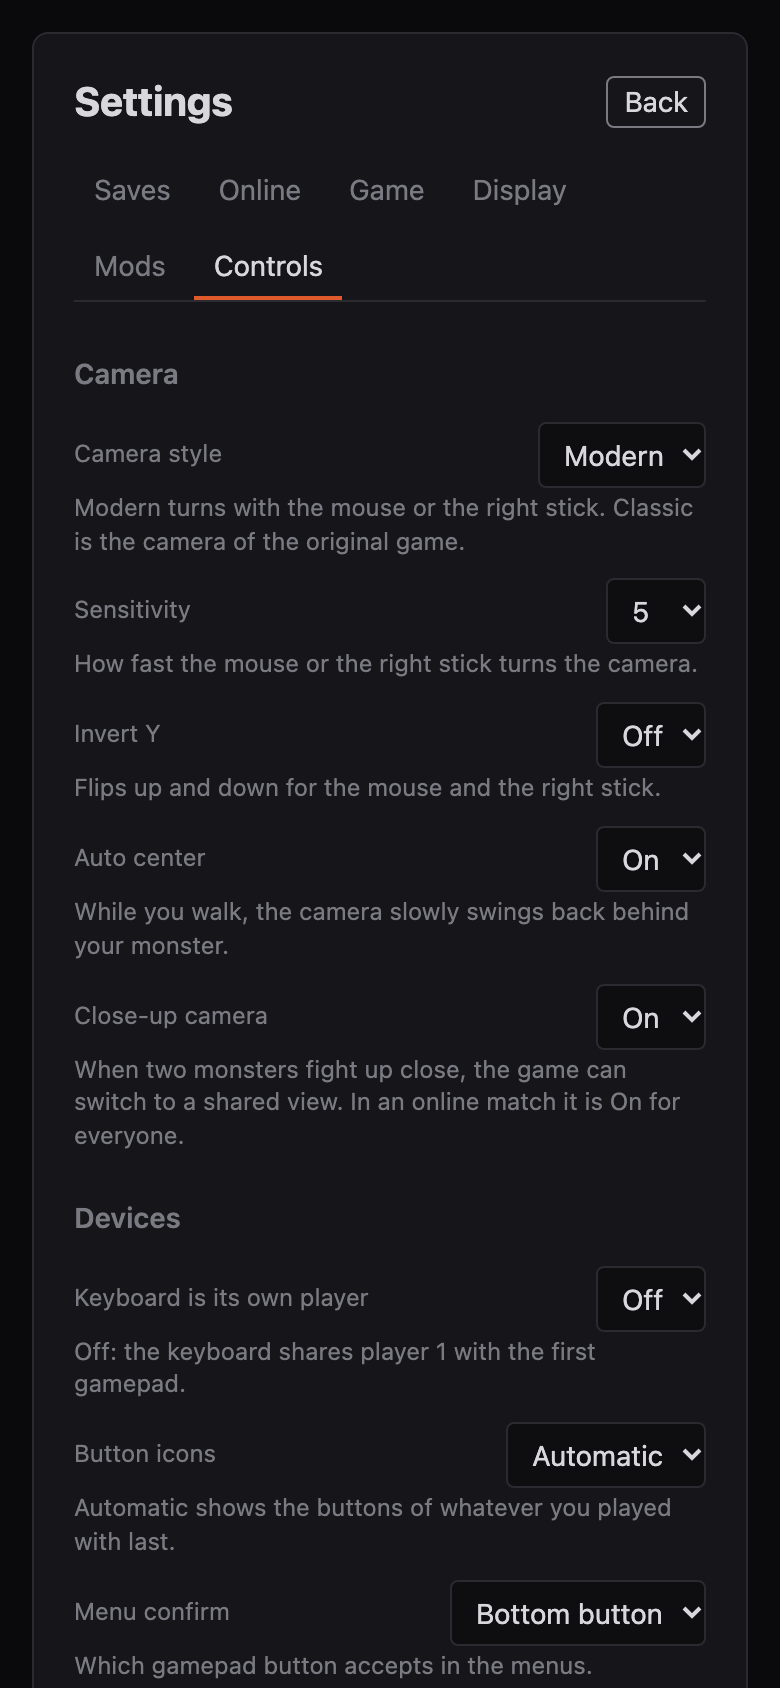 Settings
Back
Saves Online Game Display
Mods Controls
Camera
Camera style
Modern
Modern turns with the mouse or the right stick. Classic
is the camera of the original game.
Sensitivity
5
How fast the mouse or the right stick turns the camera.
Invert Y
Off
Flips up and down for the mouse and the right stick.
Auto center
On
While you walk, the camera slowly swings back behind
your monster.
Close-up camera
On
When two monsters fight up close, the game can
switch to a shared view. In an online match it is On for
everyone.
Devices
Keyboard is its own player
Off
Off: the keyboard shares player 1 with the first
gamepad.
Button icons
Automatic
Automatic shows the buttons of whatever you played
with last.
Menu confirm
Bottom button
Which gamepad button accepts in the menus.